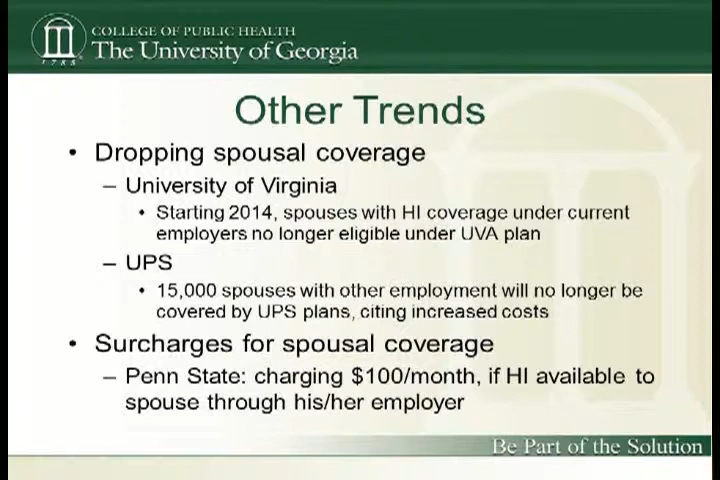 COLLEGE OF PUBLIC HEALTH
The University of Georgia
1785
Other Trends
• Dropping spousal coverage
– University of Virginia
• Starting 2014, spouses with HI coverage under current
employers no longer eligible under UVA plan
– UPS
• 15,000 spouses with other employment will no longer be
covered by UPS plans, citing increased costs
• Surcharges for spousal coverage
– Penn State: charging $100/month, if HI available to
spouse through his/her employer
Be Part of the Solution